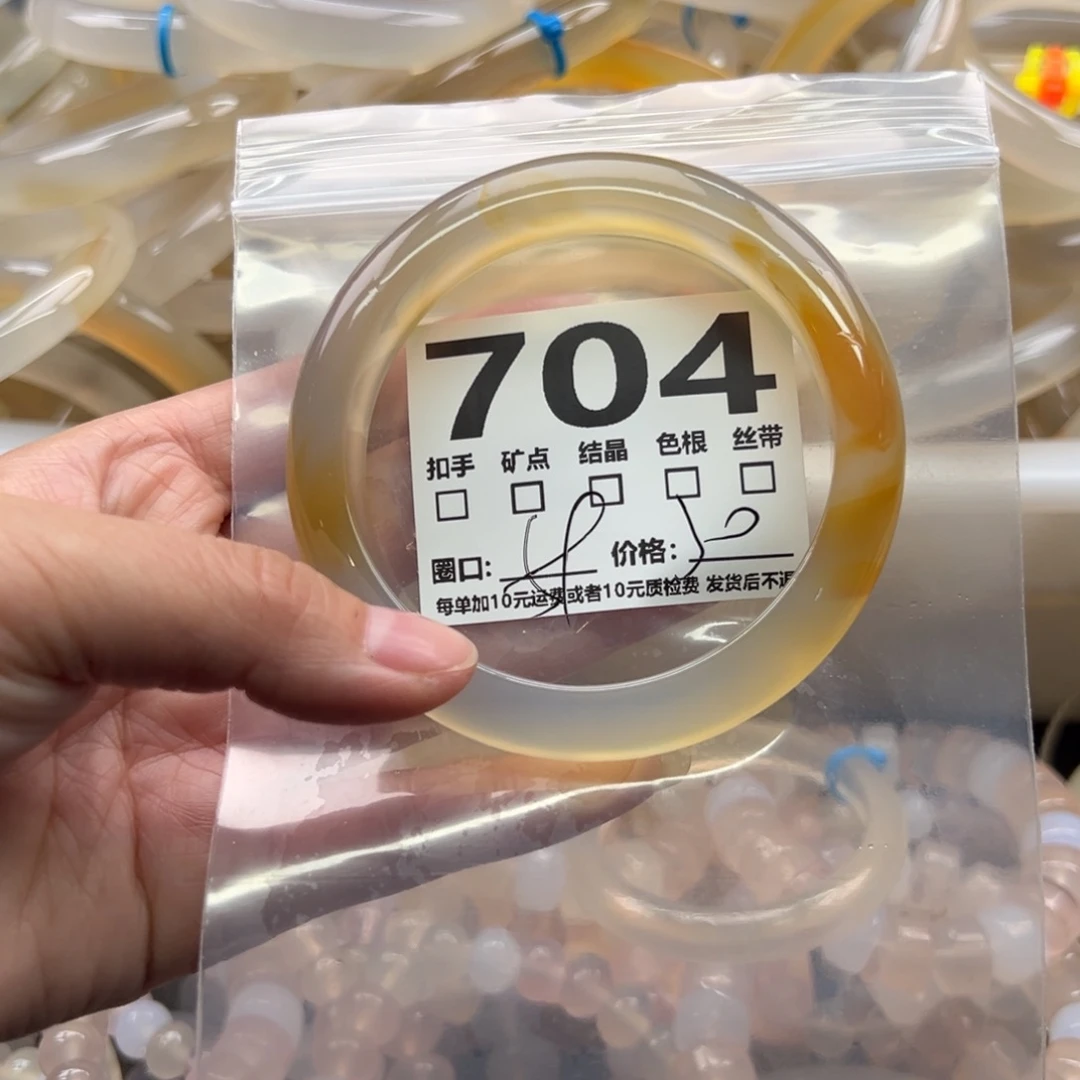 704
扣手 矿点 结晶 色根 丝带
圈口: 价格:
每单加10元运费或者10元质检费 发货后不退